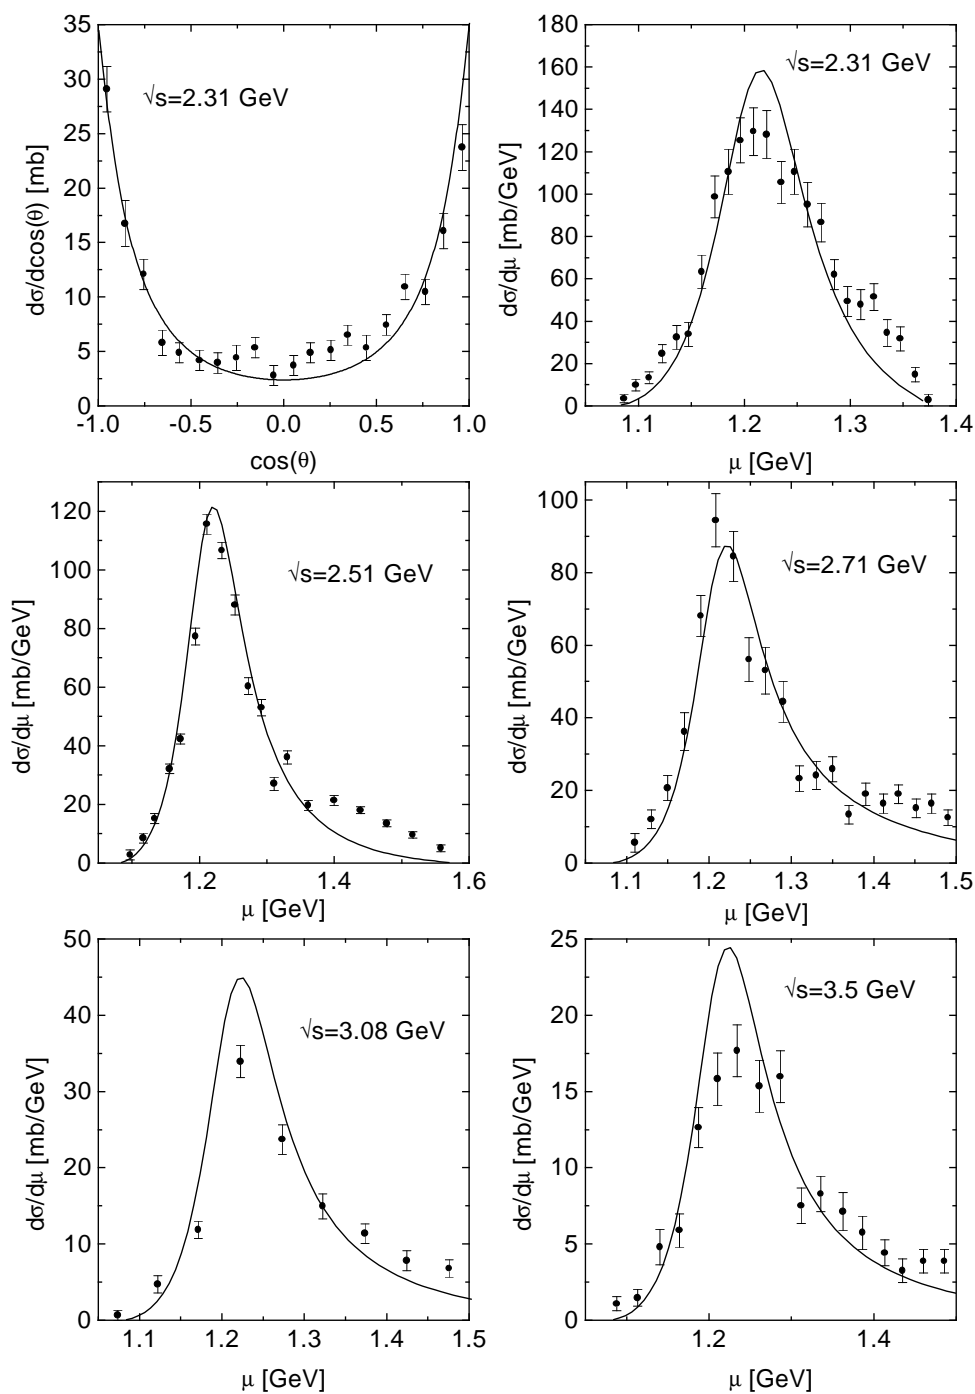 35
30
25
20
15
10
5
0
dσ/dcos(θ) [mb]
√s=2.31 GeV
-1.0 -0.5 0.0 0.5 1.0
cos(θ)
180
160
140
120
100
80
60
40
20
0
dσ/dμ [mb/GeV]
√s=2.31 GeV
1.1 1.2 1.3 1.4
μ [GeV]
120
100
80
60
40
20
0
dσ/dμ [mb/GeV]
√s=2.51 GeV
1.2 1.4 1.6
μ [GeV]
100
80
60
40
20
0
dσ/dμ [mb/GeV]
√s=2.71 GeV
1.1 1.2 1.3 1.4 1.5
μ [GeV]
50
40
30
20
10
0
dσ/dμ [mb/GeV]
√s=3.08 GeV
1.1 1.2 1.3 1.4 1.5
μ [GeV]
25
20
15
10
5
0
dσ/dμ [mb/GeV]
√s=3.5 GeV
1.2 1.4
μ [GeV]